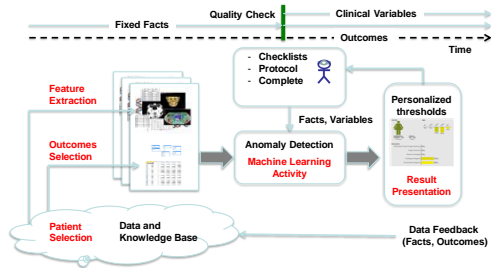 Quality Check
Clinical Variables
Fixed Facts
Outcomes
Time
Feature
Extraction
- Checklists
- Protocol
- Complete
Personalized
thresholds
Facts, Variables
Outcomes
Selection
Anomaly Detection
Machine Learning
Activity
Result
Presentation
Patient
Selection
Data and
Knowledge Base
Data Feedback
(Facts, Outcomes)